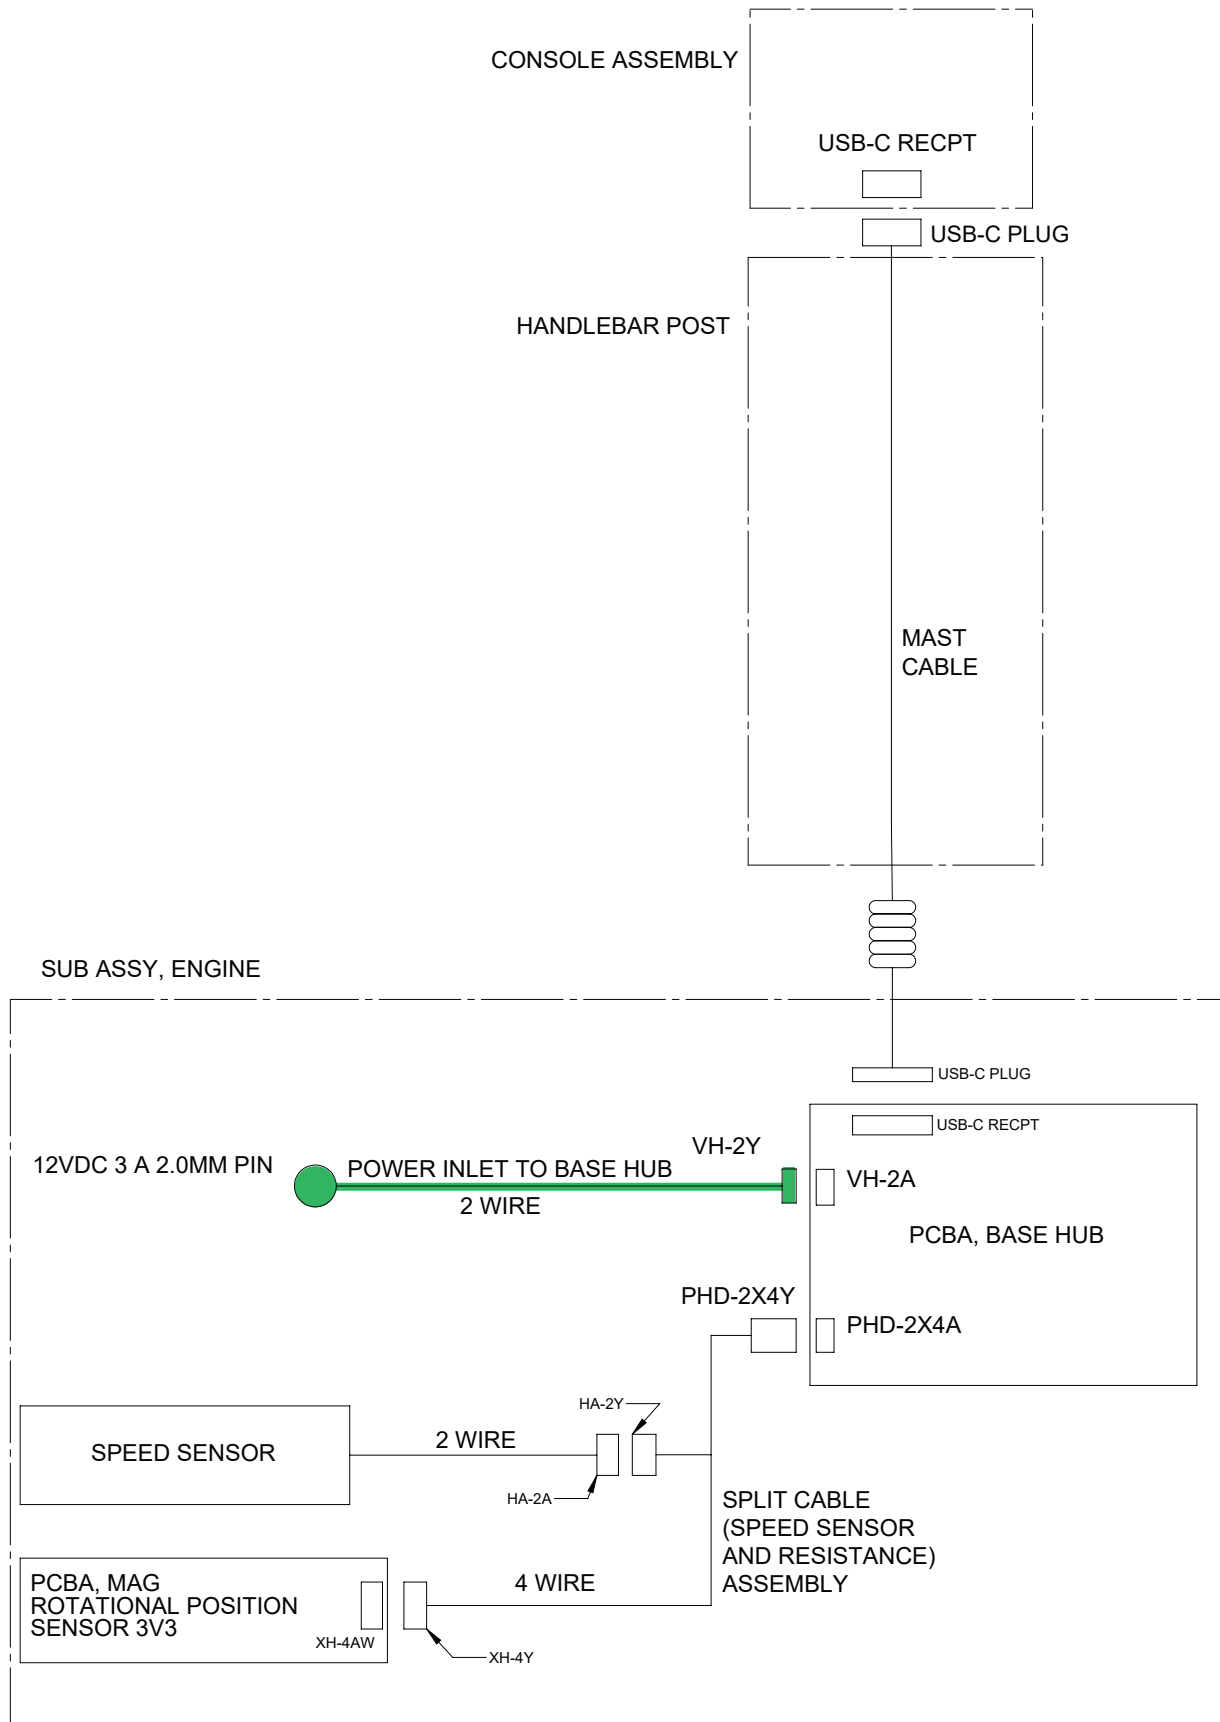 CONSOLE ASSEMBLY
USB-C RECPT
USB-C PLUG
HANDLEBAR POST
MAST
CABLE
SUB ASSY, ENGINE
USB-C PLUG
USB-C RECPT
12VDC 3 A 2.0MM PIN
POWER INLET TO BASE HUB
2 WIRE
VH-2Y
VH-2A
PCBA, BASE HUB
PHD-2X4Y
PHD-2X4A
HA-2Y
SPEED SENSOR
2 WIRE
HA-2A
SPLIT CABLE
(SPEED SENSOR
AND RESISTANCE)
ASSEMBLY
PCBA, MAG
ROTATIONAL POSITION
SENSOR 3V3
XH-4AW
4 WIRE
XH-4Y